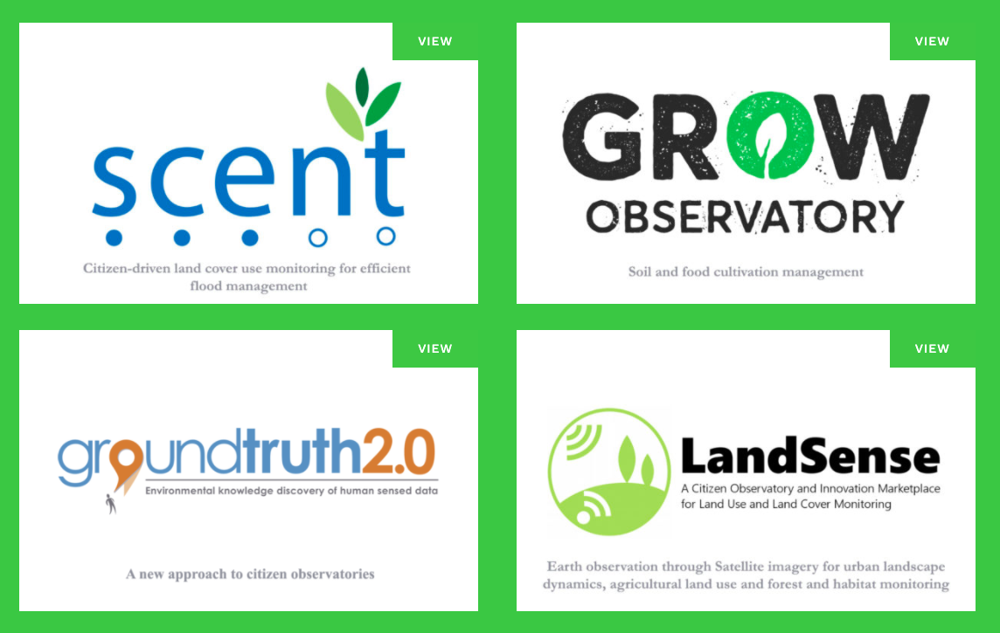 VIEW
scent
Citizen-driven land cover use monitoring for efficient
flood management
VIEW
GROW
OBSERVATORY
Soil and food cultivation management
VIEW
groundtruth2.0
Environmental knowledge discovery of human sensed data
A new approach to citizen observatories
VIEW
LandSense
A Citizen Observatory and Innovation Marketplace
for Land Use and Land Cover Monitoring
Earth observation through Satellite imagery for urban landscape
dynamics, agricultural land use and forest and habitat monitoring